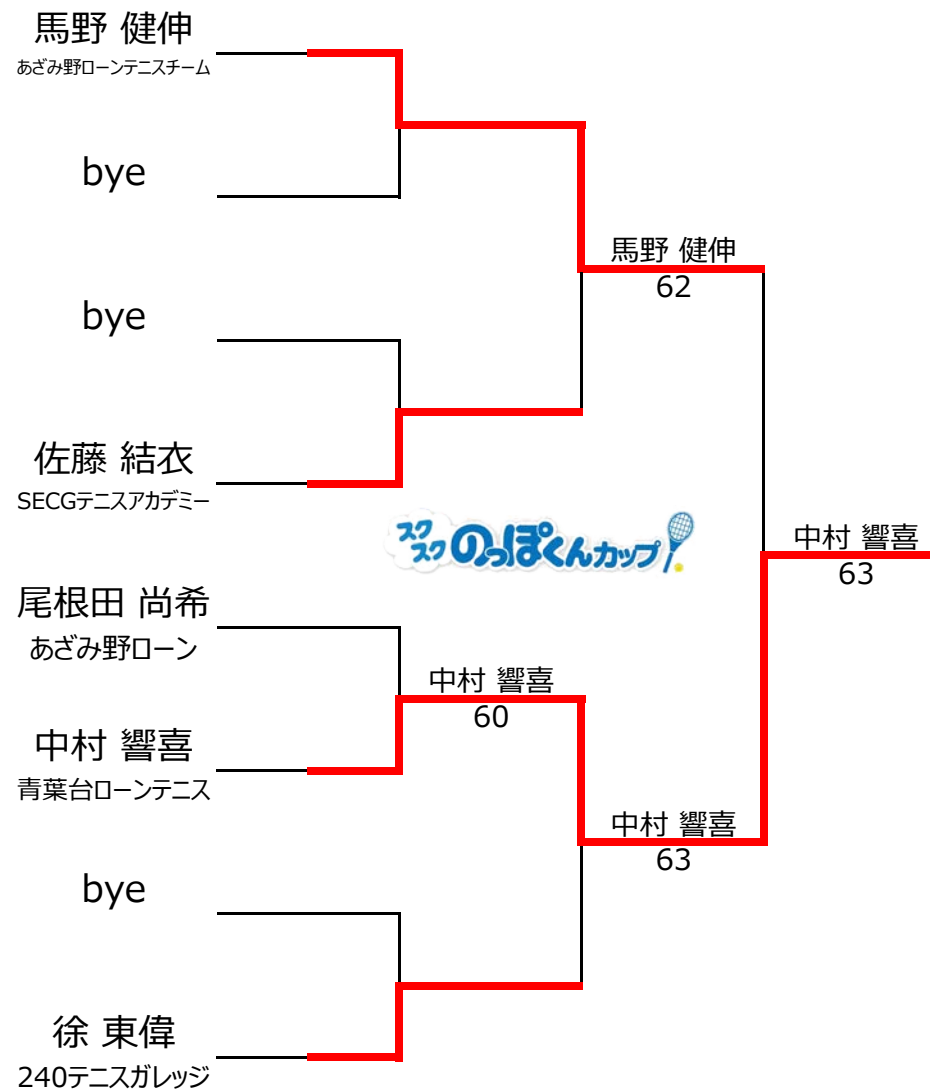 馬野 健伸
あざみ野ローンテニスチーム
bye
馬野 健伸
62
bye
佐藤 結衣
SECGテニスアカデミー
スクスクのっぽくんカップ
中村 響喜
63
尾根田 尚希
あざみ野ローン
中村 響喜
60
中村 響喜
青葉台ローンテニス
中村 響喜
63
bye
徐 東偉
240テニスガレッジ